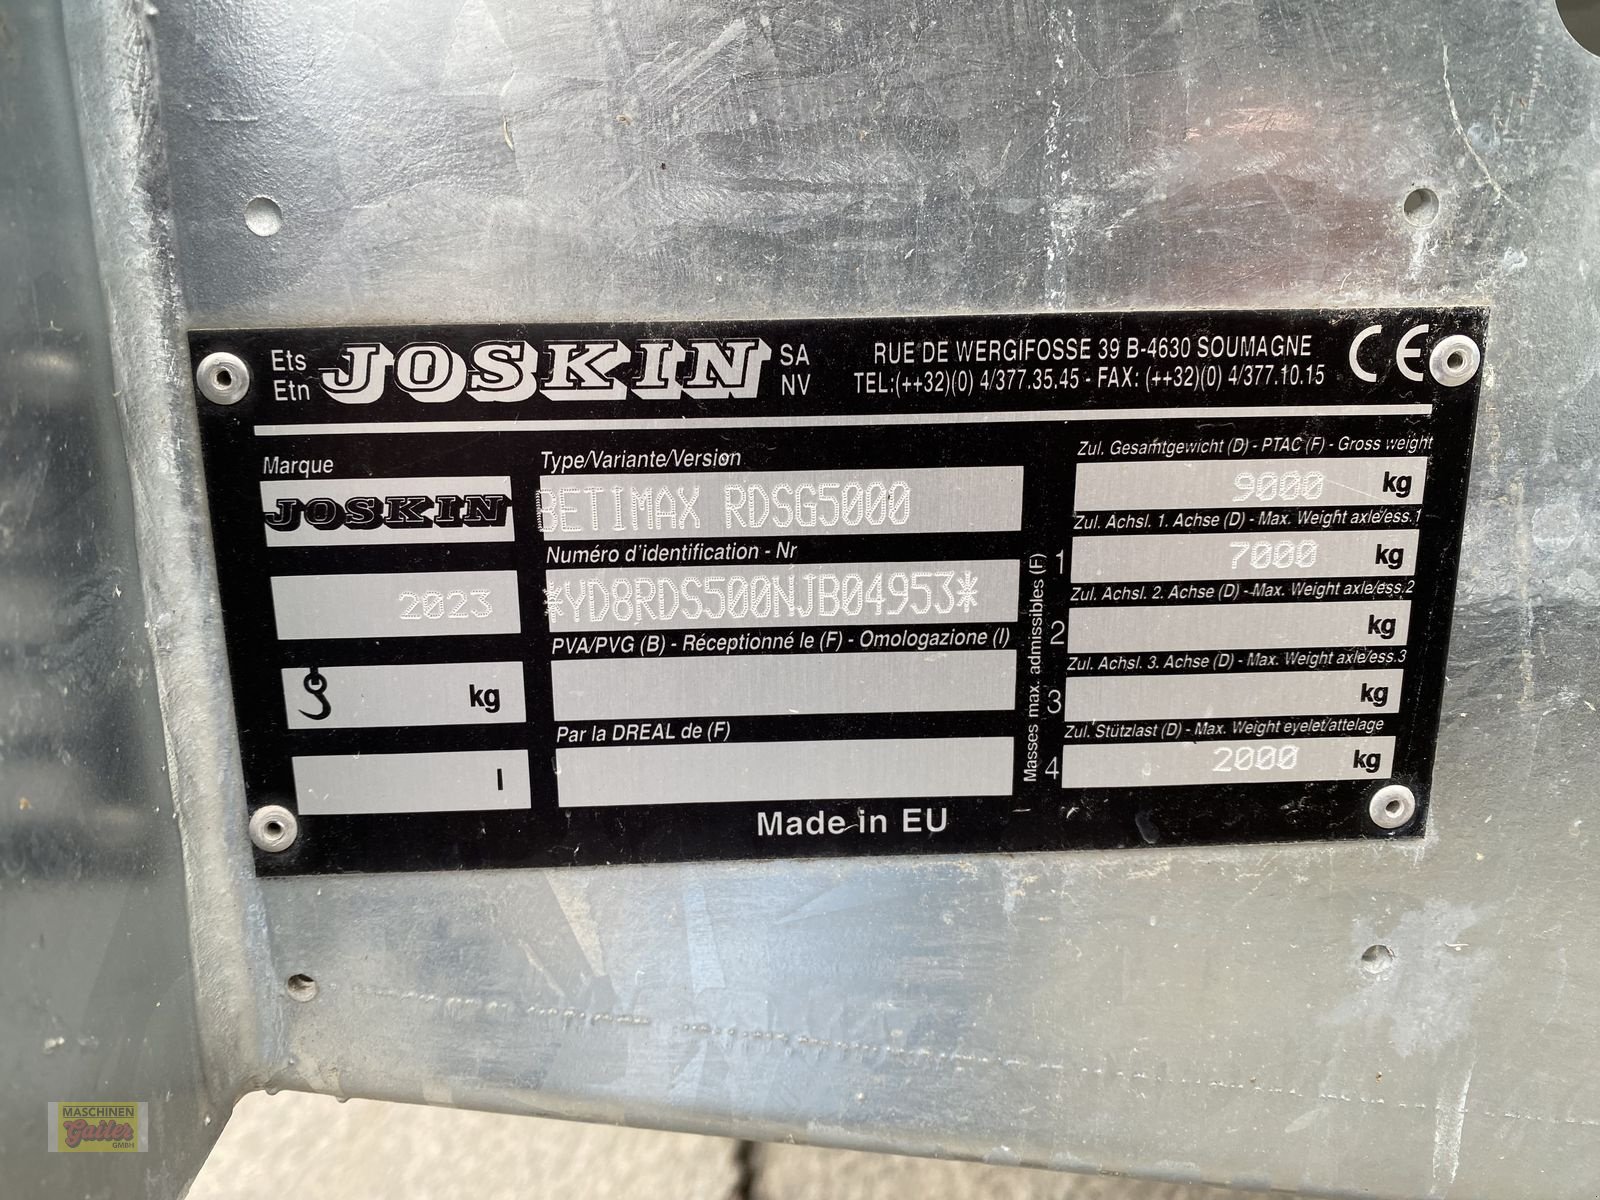 Ets JOSKIN SA
Etn NV
RUE DE WERGIFOSSE 39 B-4630 SOUMAGNE
TEL:(++32)(0) 4/377.35.45 - FAX: (++32)(0) 4/377.10.15
CE
Marque
JOSKIN
2023
kg
l
Type/Variante/Version
BETIMAX RDSG5000
Numéro d'identification - Nr
*YD8RDS500NJB04953*
PVA/PVG (B) - Réceptionné le (F) - Omologazione (I)
Par la DREAL de (F)
Made in EU
Masses max. admissibles (F)
Zul. Gesamtgewicht (D) - PTAC (F) - Gross weight
9000 kg
Zul. Achsl. 1. Achse (D) - Max. Weight axle/ess.1
1 7000 kg
Zul. Achsl. 2. Achse (D) - Max. Weight axle/ess.2
2 kg
Zul. Achsl. 3. Achse (D) - Max. Weight axle/ess.3
3 kg
Zul. Stützlast (D) - Max. Weight eyelet/attelage
4 2000 kg
MASCHINEN
Gailer
GMBH